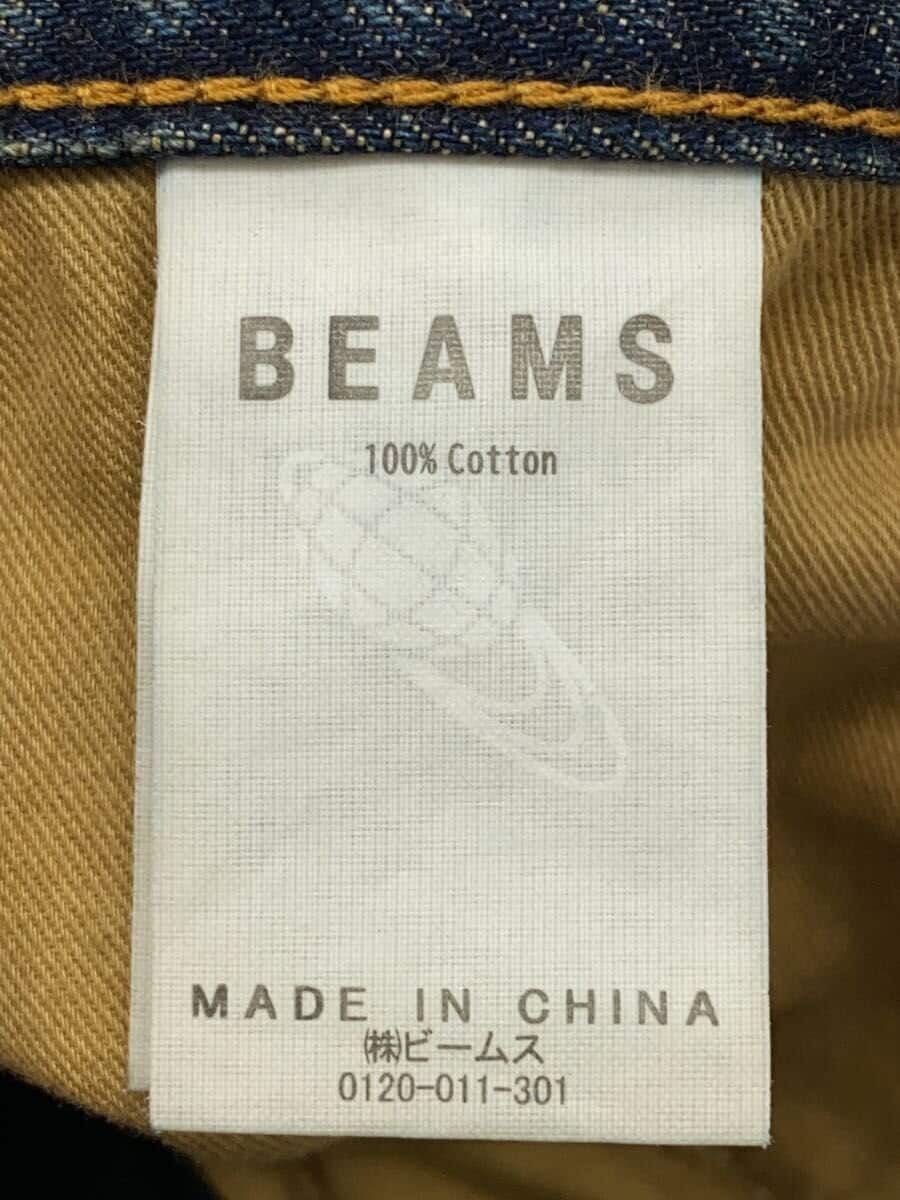 BEAMS
100% Cotton
MADE IN CHINA
㈱ビームス
0120-011-301